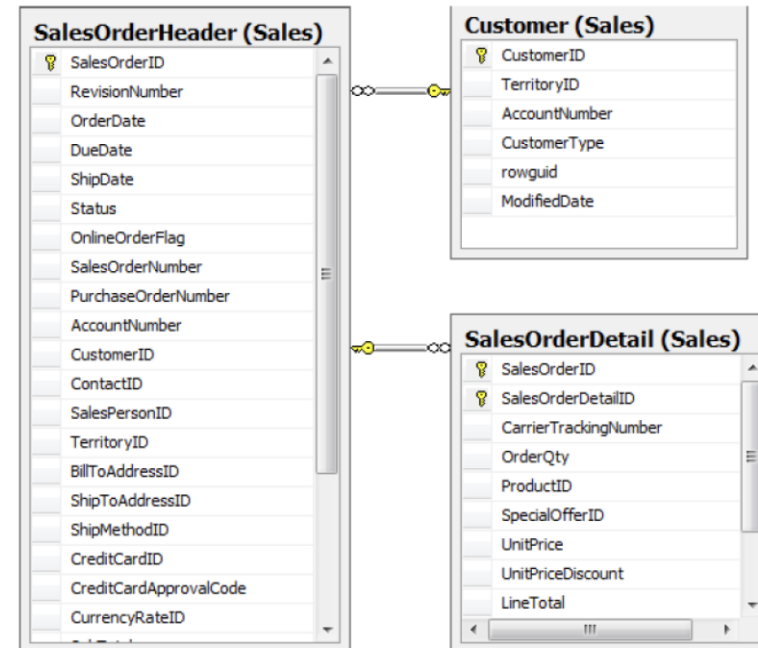 SalesOrderHeader (Sales)
SalesOrderID
RevisionNumber
OrderDate
DueDate
ShipDate
Status
OnlineOrderFlag
SalesOrderNumber
PurchaseOrderNumber
AccountNumber
CustomerID
ContactID
SalesPersonID
TerritoryID
BillToAddressID
ShipToAddressID
ShipMethodID
CreditCardID
CreditCardApprovalCode
CurrencyRateID
Customer (Sales)
CustomerID
TerritoryID
AccountNumber
CustomerType
rowguid
ModifiedDate
SalesOrderDetail (Sales)
SalesOrderID
SalesOrderDetailID
CarrierTrackingNumber
OrderQty
ProductID
SpecialOfferID
UnitPrice
UnitPriceDiscount
LineTotal